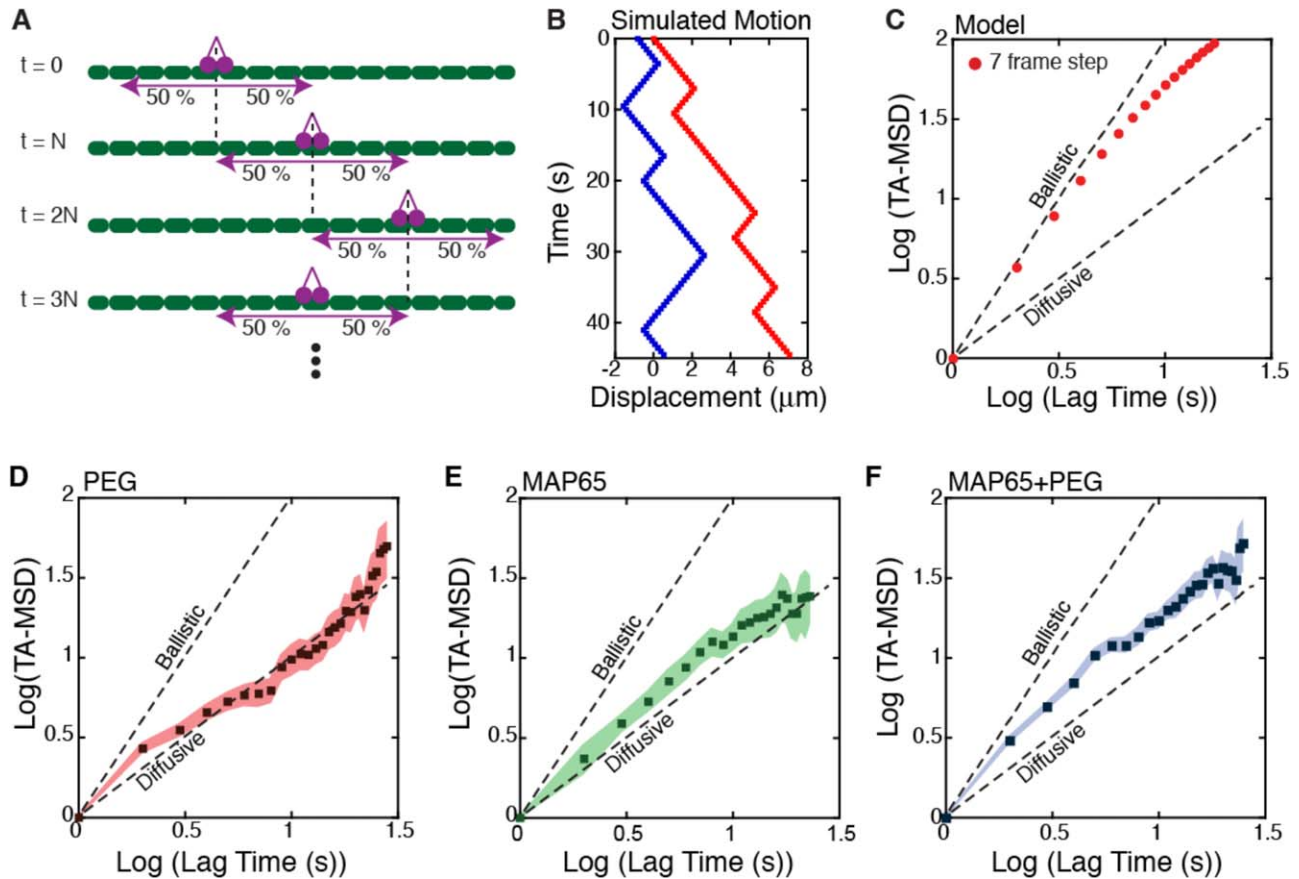 A
t = 0
50 %
50 %
t = N
50 %
50 %
t = 2N
50 %
50 %
t = 3N
50 %
50 %
B
Simulated Motion
0
10
20
30
40
Time (s)
-2
0
2
4
6
8
Displacement (μm)
C
Model
7 frame step
Ballistic
Diffusive
2
1.5
1
0.5
0
Log (TA-MSD)
0
0.5
1
1.5
Log (Lag Time (s))
D
PEG
Ballistic
Diffusive
2
1.5
1
0.5
0
Log(TA-MSD)
0
0.5
1
1.5
Log (Lag Time (s))
E
MAP65
Ballistic
Diffusive
2
1.5
1
0.5
0
Log(TA-MSD)
0
0.5
1
1.5
Log (Lag Time (s))
F
MAP65+PEG
Ballistic
Diffusive
2
1.5
1
0.5
0
Log (TA-MSD)
0
0.5
1
1.5
Log (Lag Time (s))